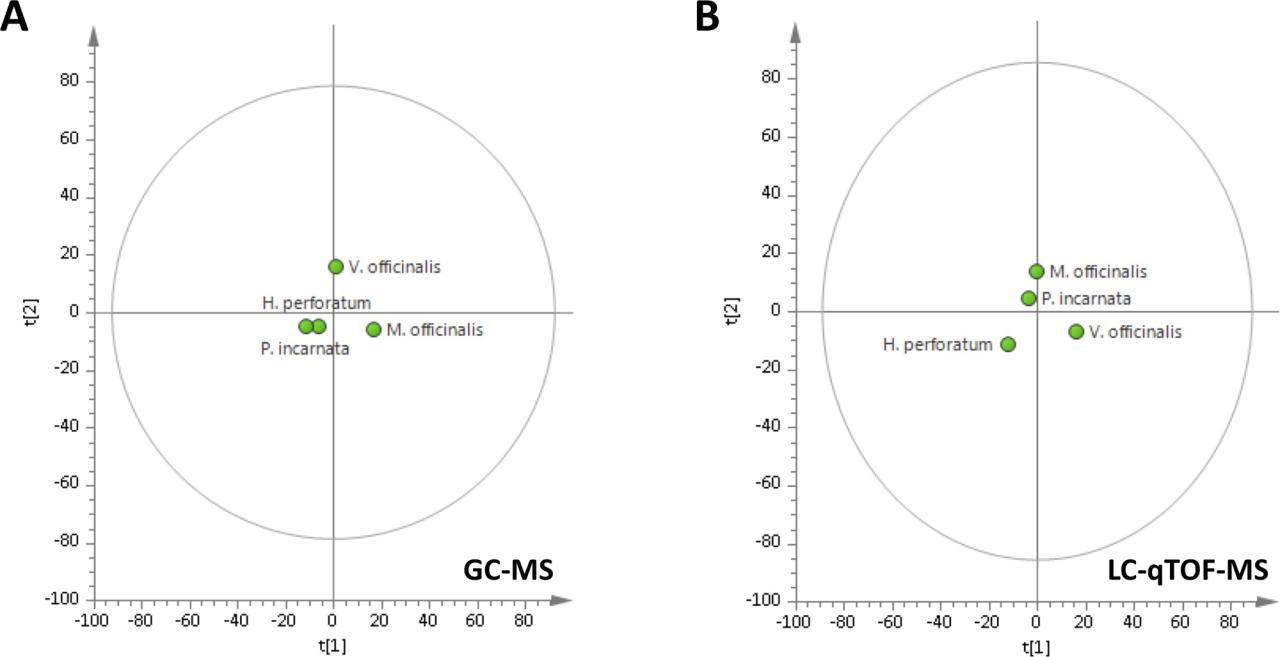 A
80
60
40
20
0
-20
-40
-60
-80
-100
t[2]
V. officinalis
H. perforatum
P. incarnata
M. officinalis
GC-MS
-100 -80 -60 -40 -20 0 20 40 60 80
t[1]
B
80
60
40
20
0
-20
-40
-60
-80
-100
t[2]
M. officinalis
P. incarnata
V. officinalis
H. perforatum
LC-qTOF-MS
-100 -80 -60 -40 -20 0 20 40 60 80
t[1]